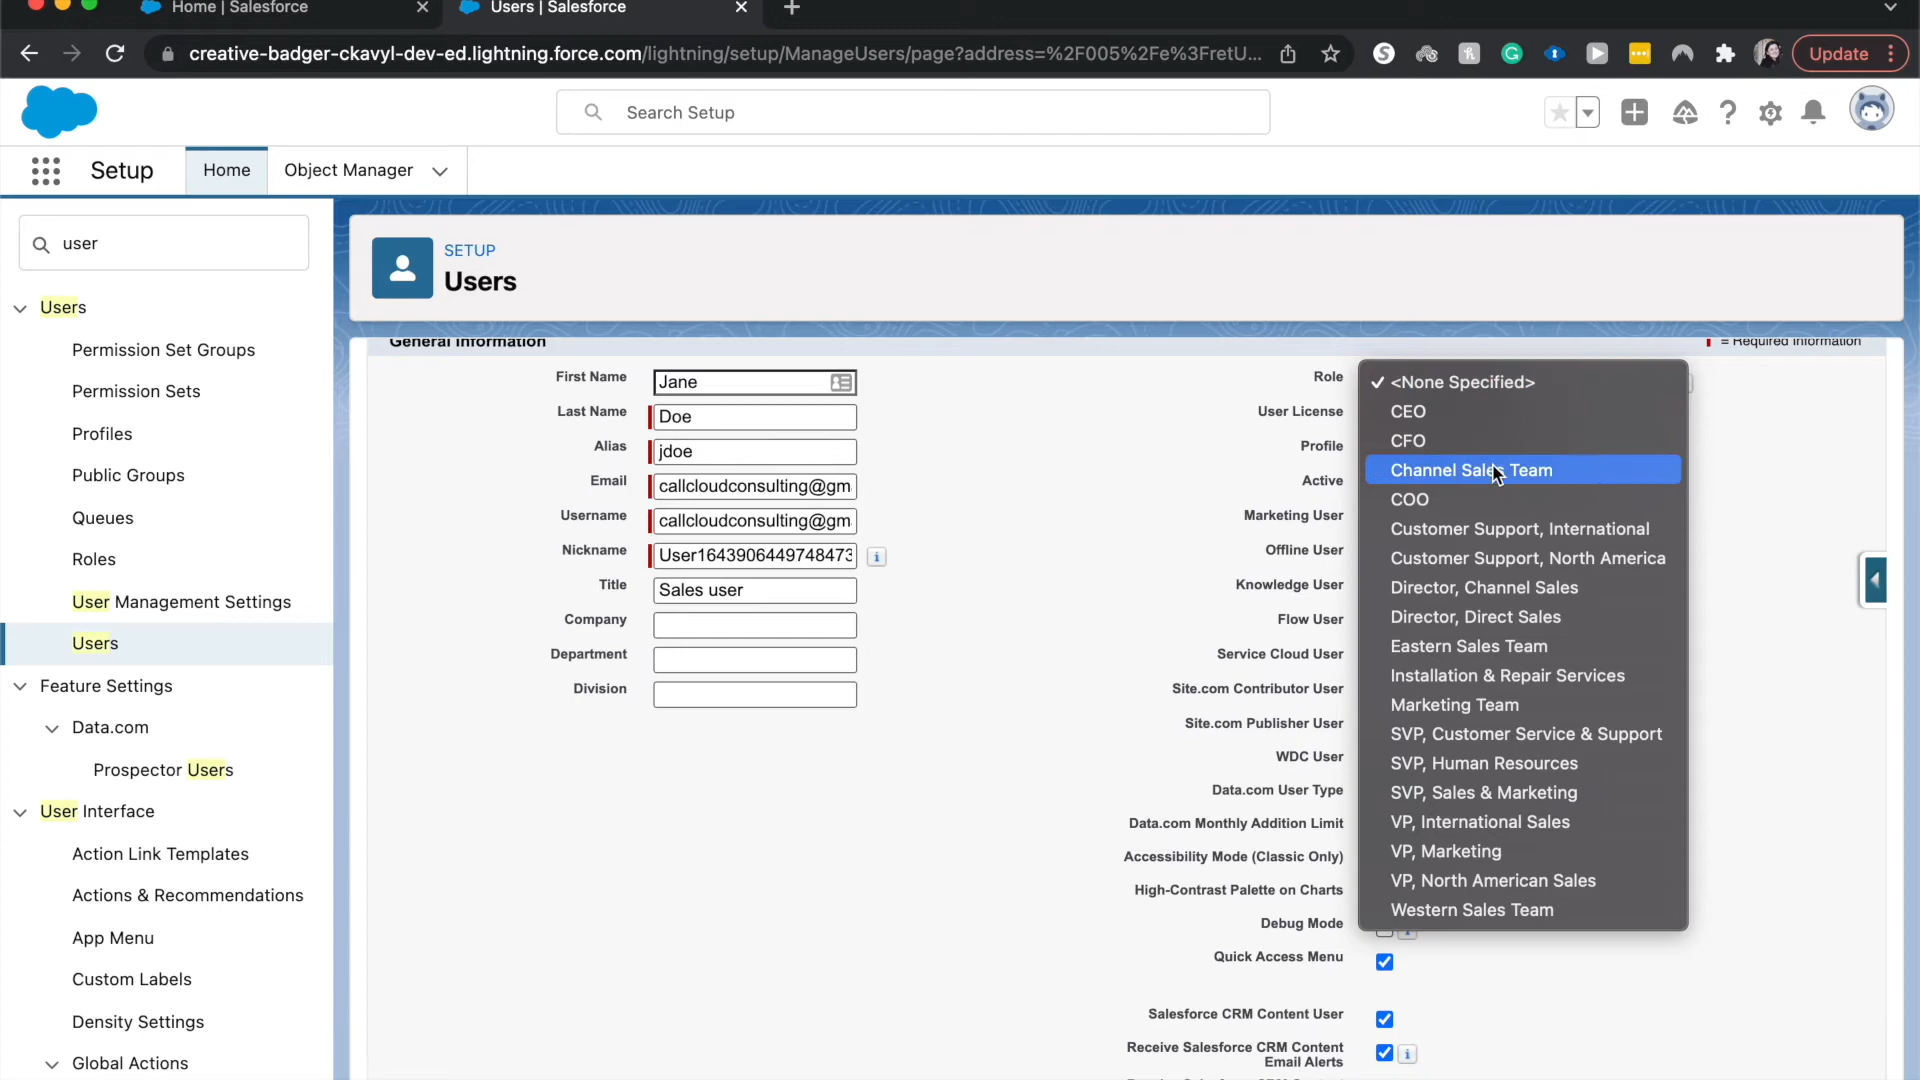 Home | Salesforce
Users | Salesforce
creative-badger-ckavyl-dev-ed.lightning.force.com/lightning/setup/ManageUsers/page?address=%2F005%2Fe%3FretU...
Update
Search Setup
Setup
Home
Object Manager
user
SETUP
Users
Users
Permission Set Groups
Permission Sets
Profiles
Public Groups
Queues
Roles
User Management Settings
Users
Feature Settings
Data.com
Prospector Users
User Interface
Action Link Templates
Actions & Recommendations
App Menu
Custom Labels
Density Settings
Global Actions
General Information
= Required Information
First Name Jane
Last Name Doe
Alias jdoe
Email callcloudconsulting@gm
Username callcloudconsulting@gm
Nickname User1643906449748473
Title Sales user
Company
Department
Division
Role
User License
Profile
Active
Marketing User
Offline User
Knowledge User
Flow User
Service Cloud User
Site.com Contributor User
Site.com Publisher User
WDC User
Data.com User Type
Data.com Monthly Addition Limit
Accessibility Mode (Classic Only)
High-Contrast Palette on Charts
Debug Mode
Quick Access Menu
Salesforce CRM Content User
Receive Salesforce CRM Content
Email Alerts
<None Specified>
CEO
CFO
Channel Sales Team
COO
Customer Support, International
Customer Support, North America
Director, Channel Sales
Director, Direct Sales
Eastern Sales Team
Installation & Repair Services
Marketing Team
SVP, Customer Service & Support
SVP, Human Resources
SVP, Sales & Marketing
VP, International Sales
VP, Marketing
VP, North American Sales
Western Sales Team